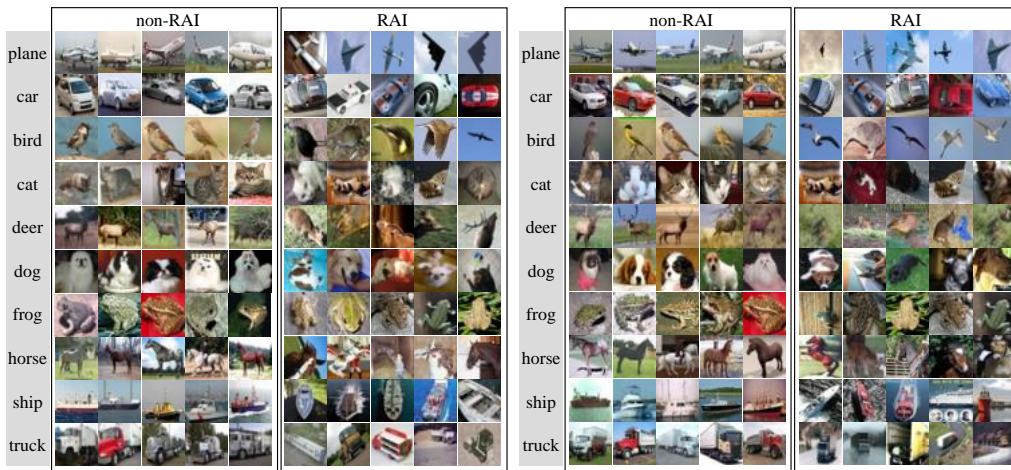 non-RAI RAI non-RAI RAI
plane plane
car car
bird bird
cat cat
deer deer
dog dog
frog frog
horse horse
ship ship
truck truck